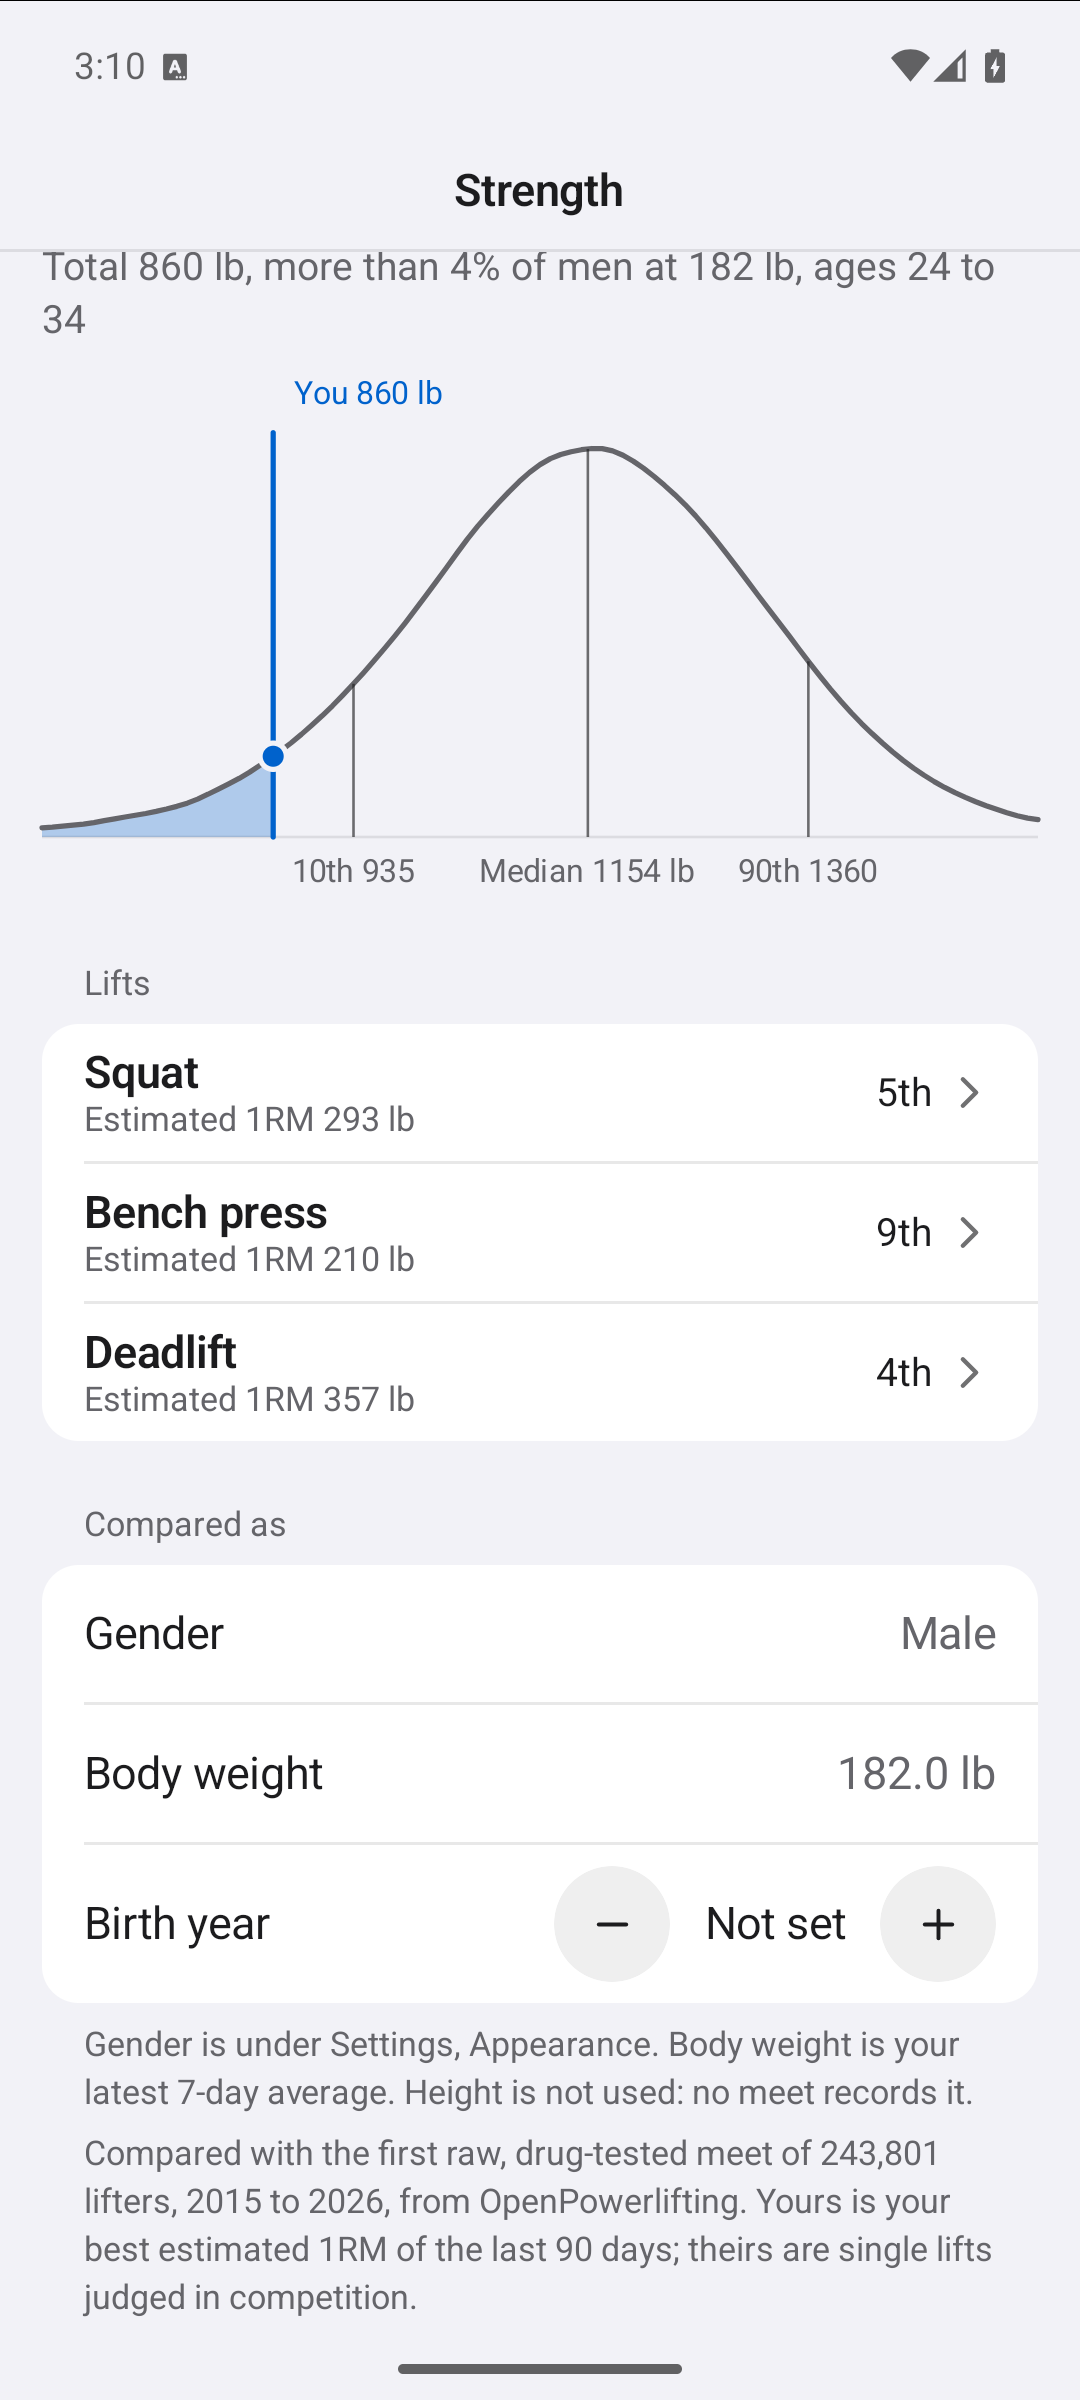 3:10
Strength
Total 860 lb, more than 4% of men at 182 lb, ages 24 to
34
You 860 lb
10th 935
Median 1154 lb
90th 1360
Lifts
Squat
Estimated 1RM 293 lb
5th
Bench press
Estimated 1RM 210 lb
9th
Deadlift
Estimated 1RM 357 lb
4th
Compared as
Gender
Male
Body weight
182.0 lb
Birth year
Not set
Gender is under Settings, Appearance. Body weight is your
latest 7-day average. Height is not used: no meet records it.
Compared with the first raw, drug-tested meet of 243,801
lifters, 2015 to 2026, from OpenPowerlifting. Yours is your
best estimated 1RM of the last 90 days; theirs are single lifts
judged in competition.